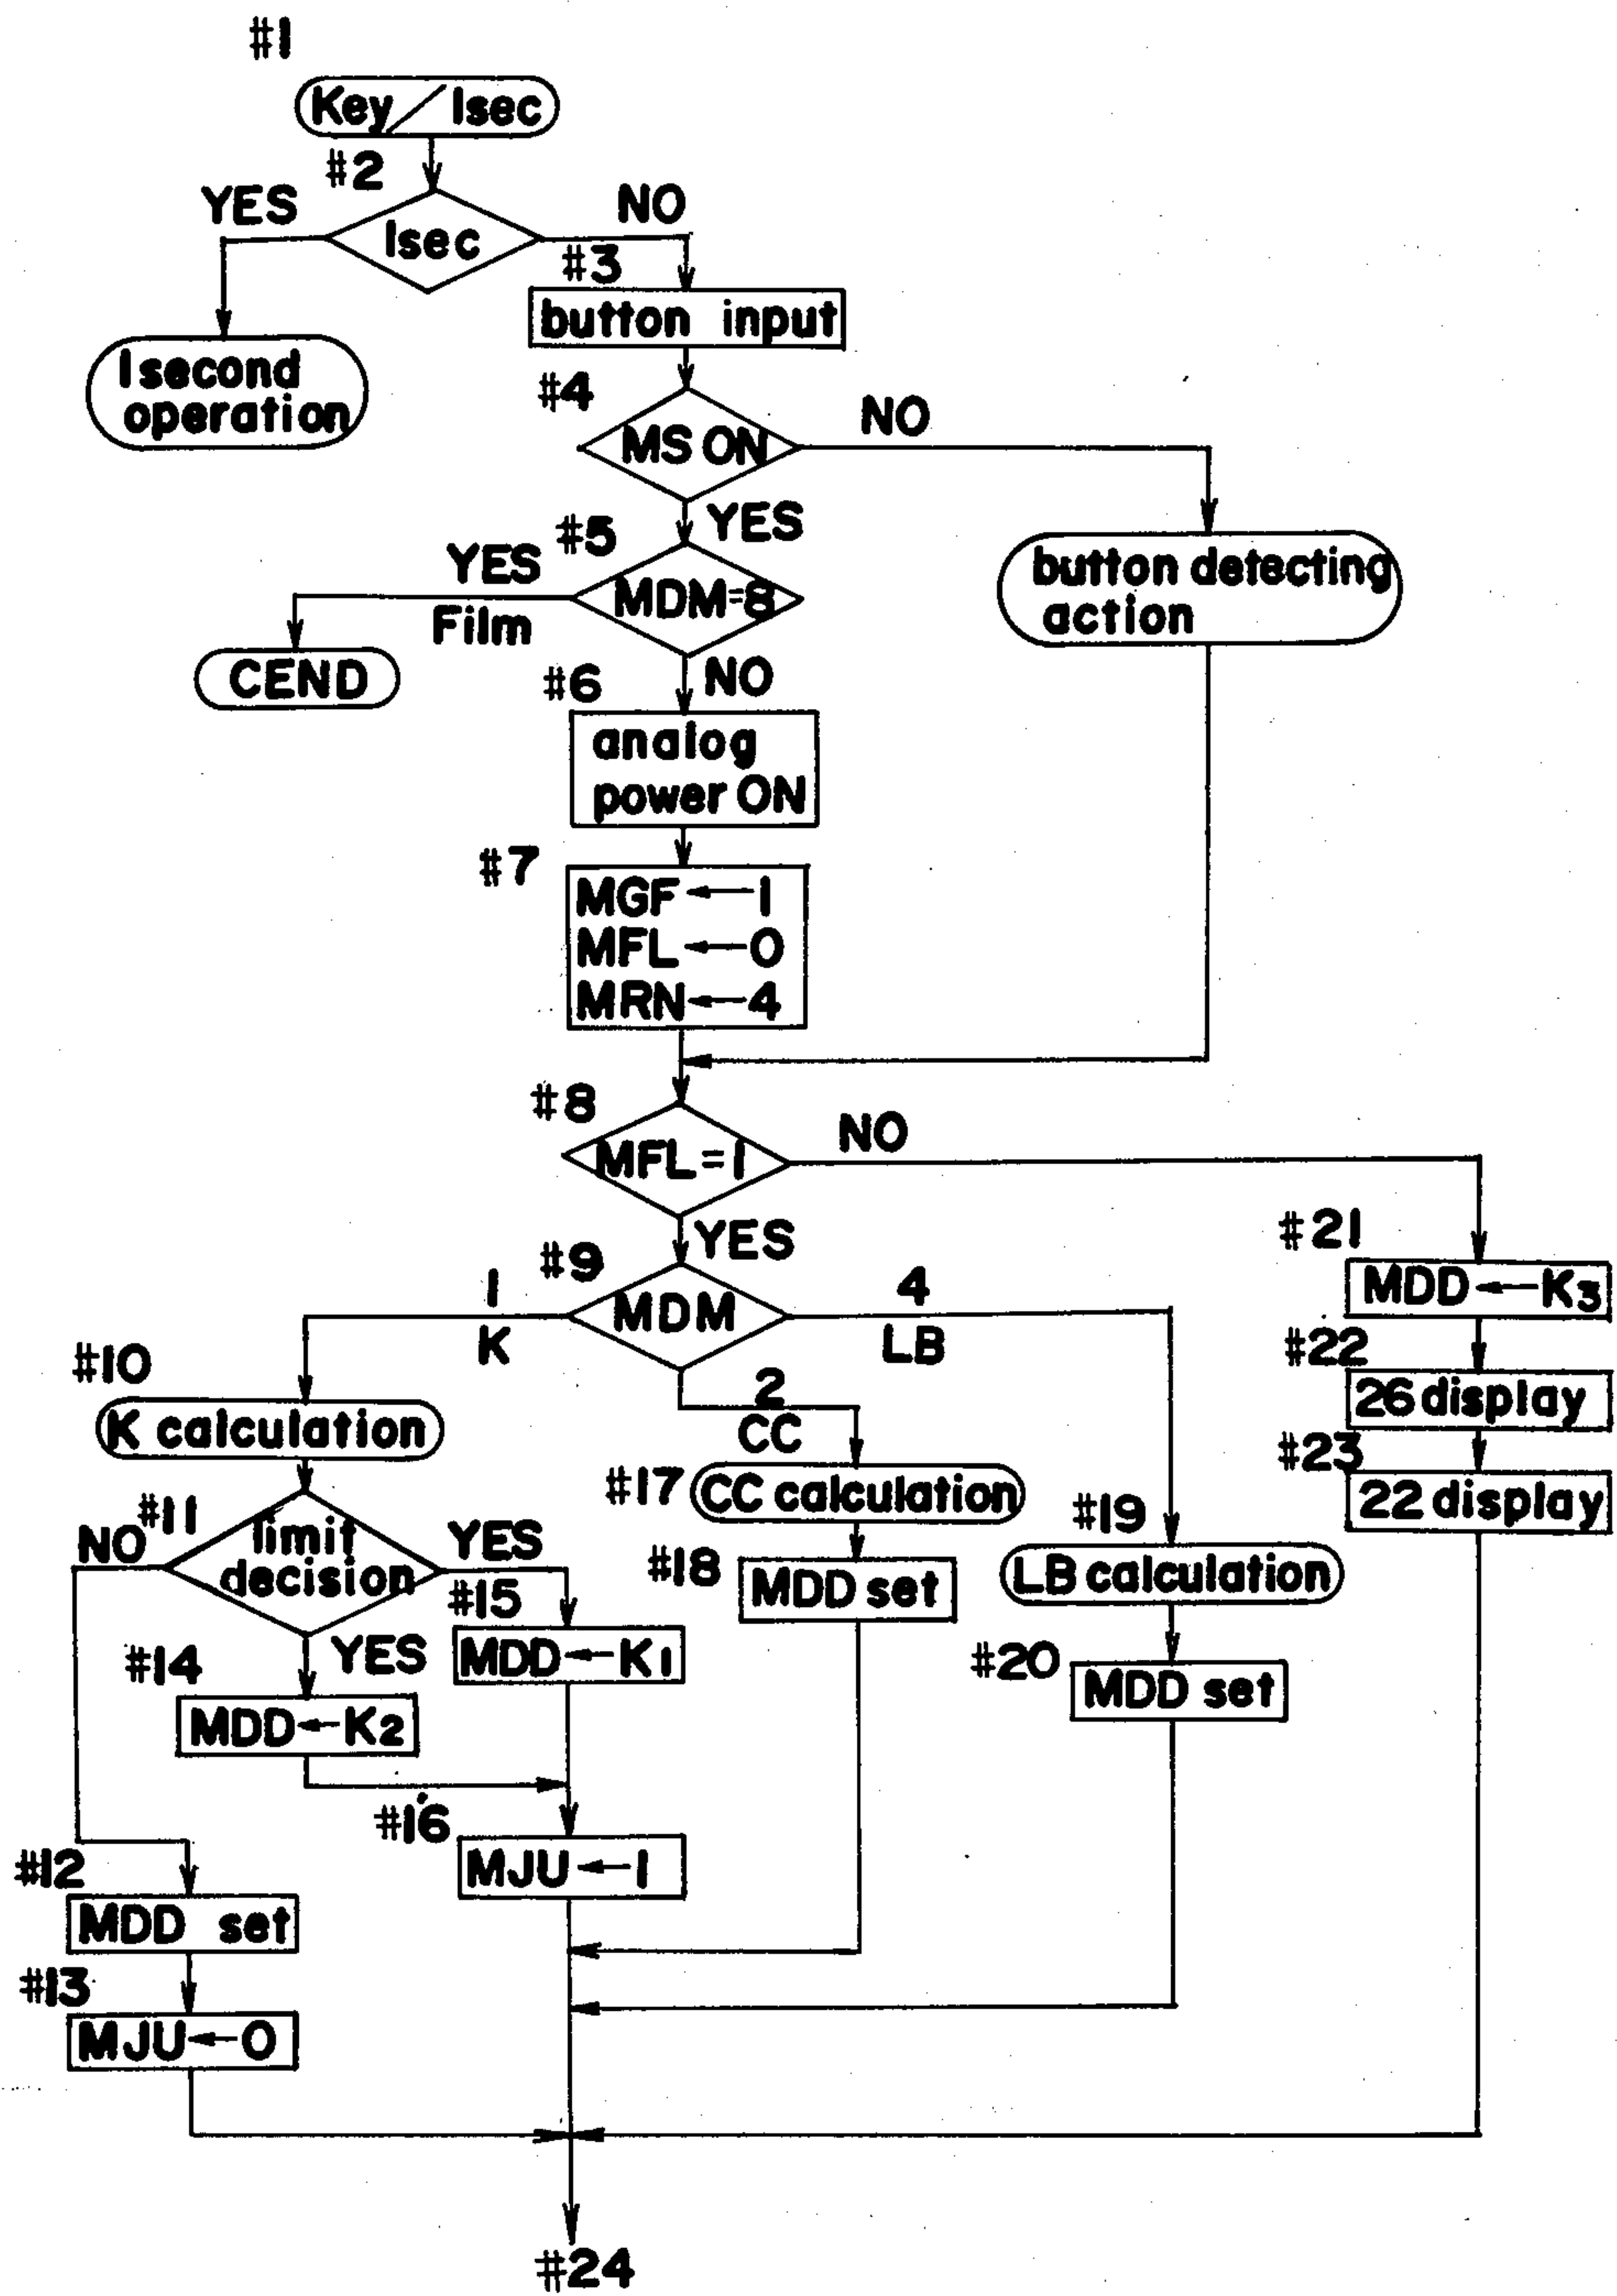 #1
Key/1sec
#2
YES
NO
1sec
#3
button input
1second
operation
#4
MS ON
NO
YES
#5
YES
MDM=8
Film
CEND
button detecting
action
#6
NO
analog
power ON
#7
MGF←1
MFL←0
MRN←4
#8
MFL=1
NO
YES
#9
MDM
1
K
4
LB
2
CC
#21
MDD←K3
#22
26 display
#23
22 display
#10
K calculation
#11
NO
limit
decision
YES
#15
MDD←K1
#14
YES
MDD←K2
#17
CC calculation
#18
MDD set
#19
LB calculation
#20
MDD set
#16
MJU←1
#12
MDD set
#13
MJU←0
#24